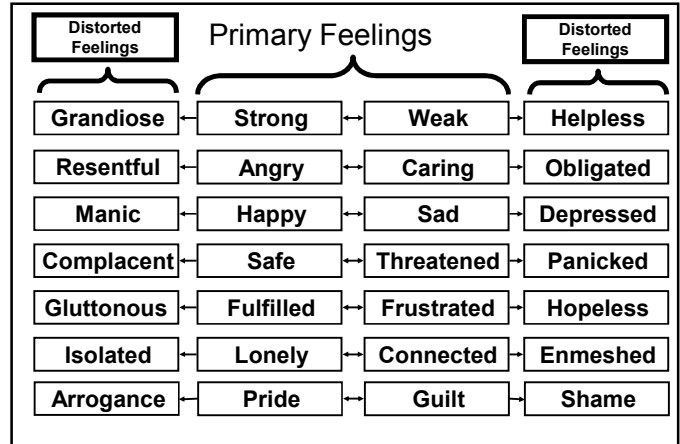 Distorted
Feelings
Primary Feelings
Distorted
Feelings
Grandiose Strong Weak Helpless
Resentful Angry Caring Obligated
Manic Happy Sad Depressed
Complacent Safe Threatened Panicked
Gluttonous Fulfilled Frustrated Hopeless
Isolated Lonely Connected Enmeshed
Arrogance Pride Guilt Shame